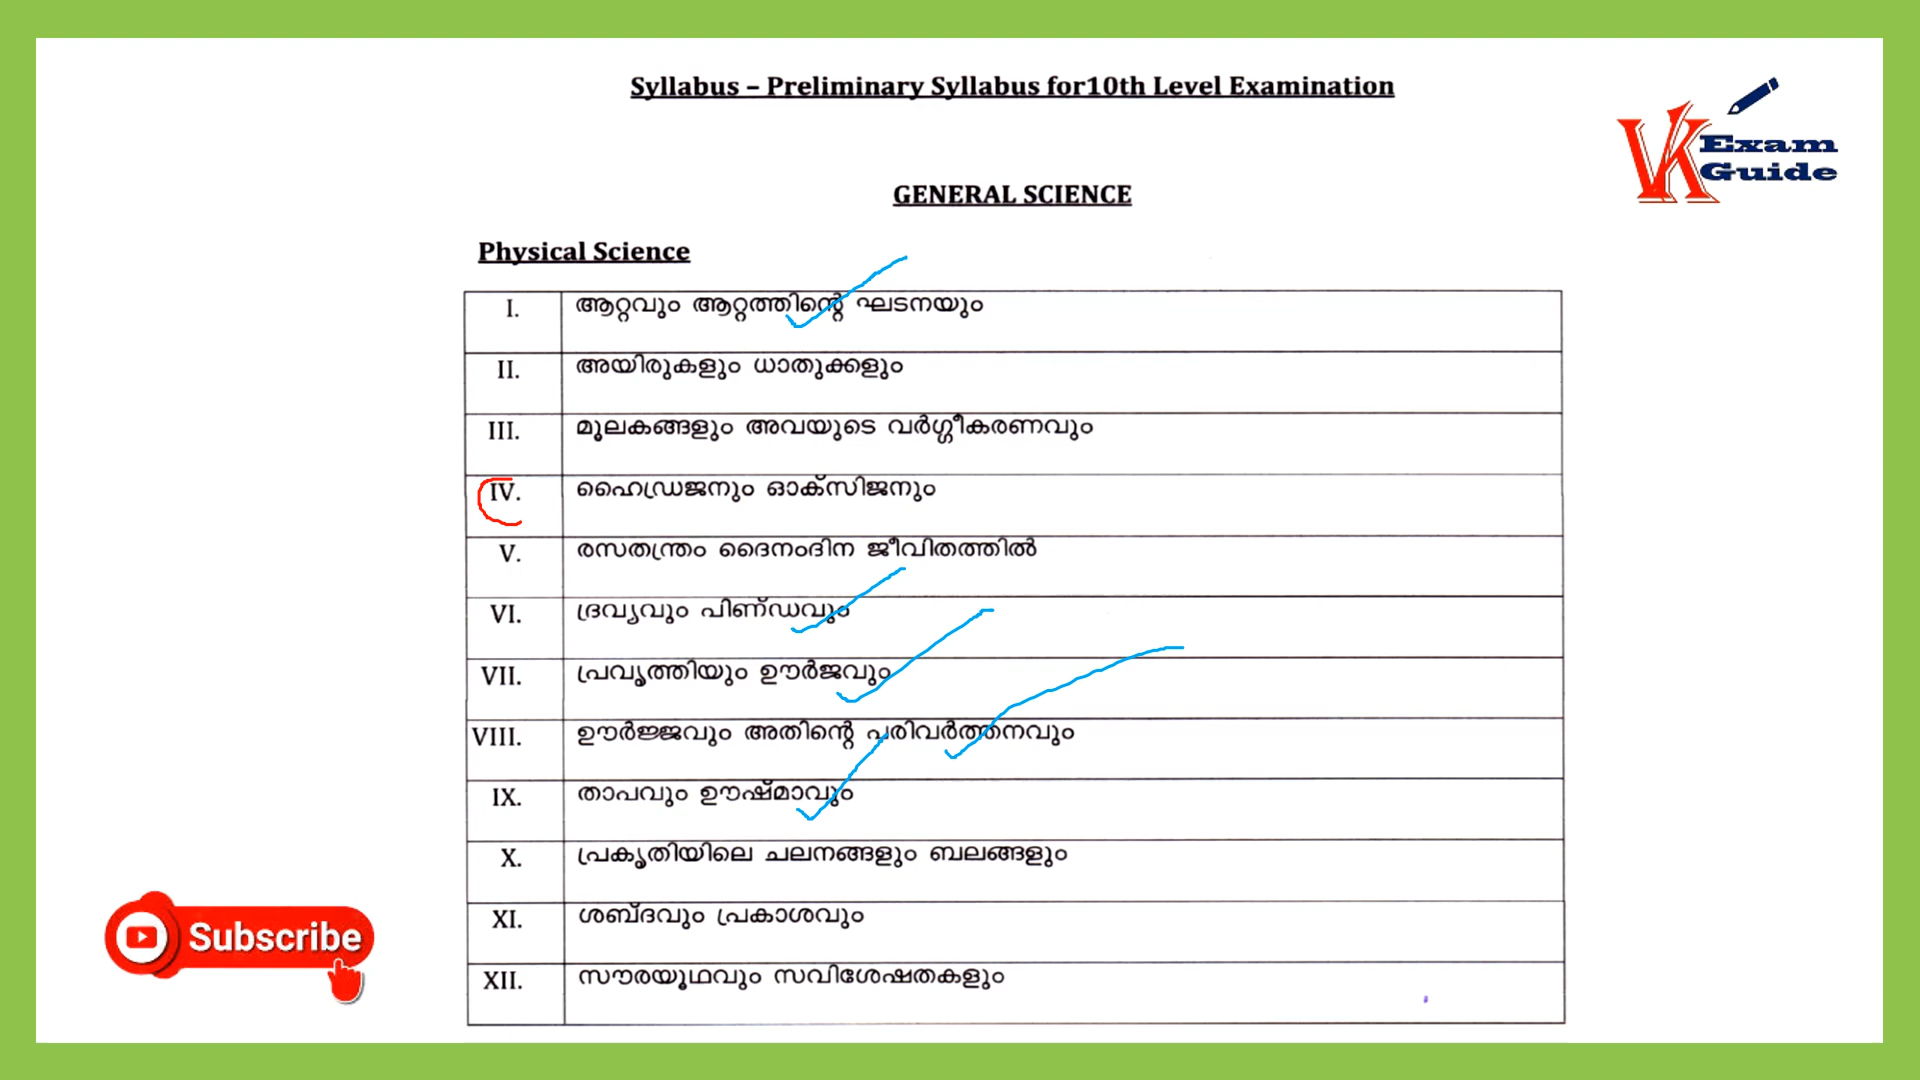 Syllabus – Preliminary Syllabus for10th Level Examination
VK Exam
Guide
GENERAL SCIENCE
Physical Science
I. ആറ്റവും ആറ്റത്തിന്റെ ഘടനയും
II. അയിരുകളും ധാതുക്കളും
III. മൂലകങ്ങളും അവയുടെ വർഗ്ഗീകരണവും
IV. ഹൈഡ്രജനും ഓക്സിജനും
V. രസതന്ത്രം ദൈനംദിന ജീവിതത്തിൽ
VI. ദ്രവ്യവും പിണ്ഡവും
VII. പ്രവൃത്തിയും ഊർജവും
VIII. ഊർജ്ജവും അതിന്റെ പരിവർത്തനവും
IX. താപവും ഊഷ്മാവും
X. പ്രകൃതിയിലെ ചലനങ്ങളും ബലങ്ങളും
XI. ശബ്ദവും പ്രകാശവും
XII. സൗരയൂഥവും സവിശേഷതകളും
Subscribe